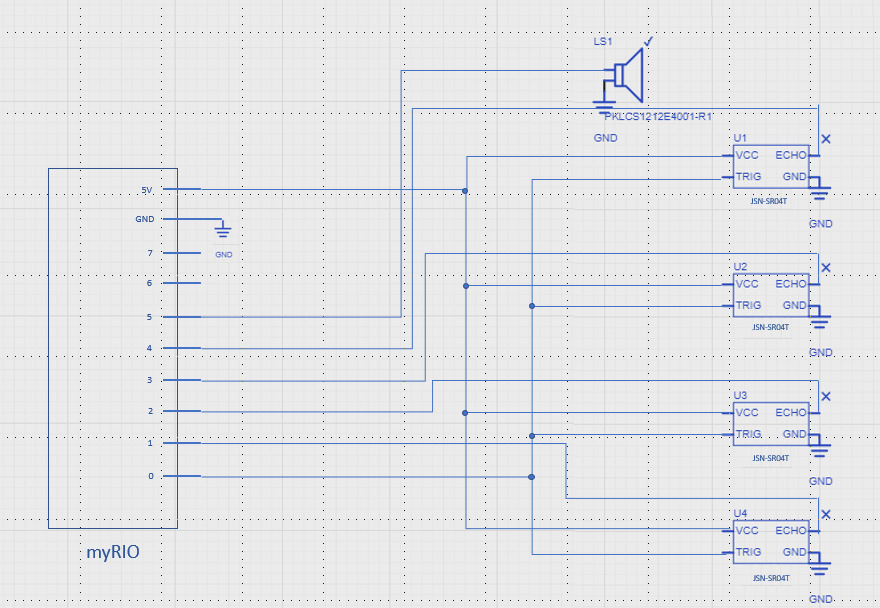 LS1
PKLCS1212E4001-R1
GND
U1
VCC ECHO
TRIG GND
JSN-SR04T
GND
5V
GND
GND
7
6
5
4
3
2
1
0
myRIO
U2
VCC ECHO
TRIG GND
JSN-SR04T
GND
U3
VCC ECHO
TRIG GND
JSN-SR04T
GND
U4
VCC ECHO
TRIG GND
JSN-SR04T
GND